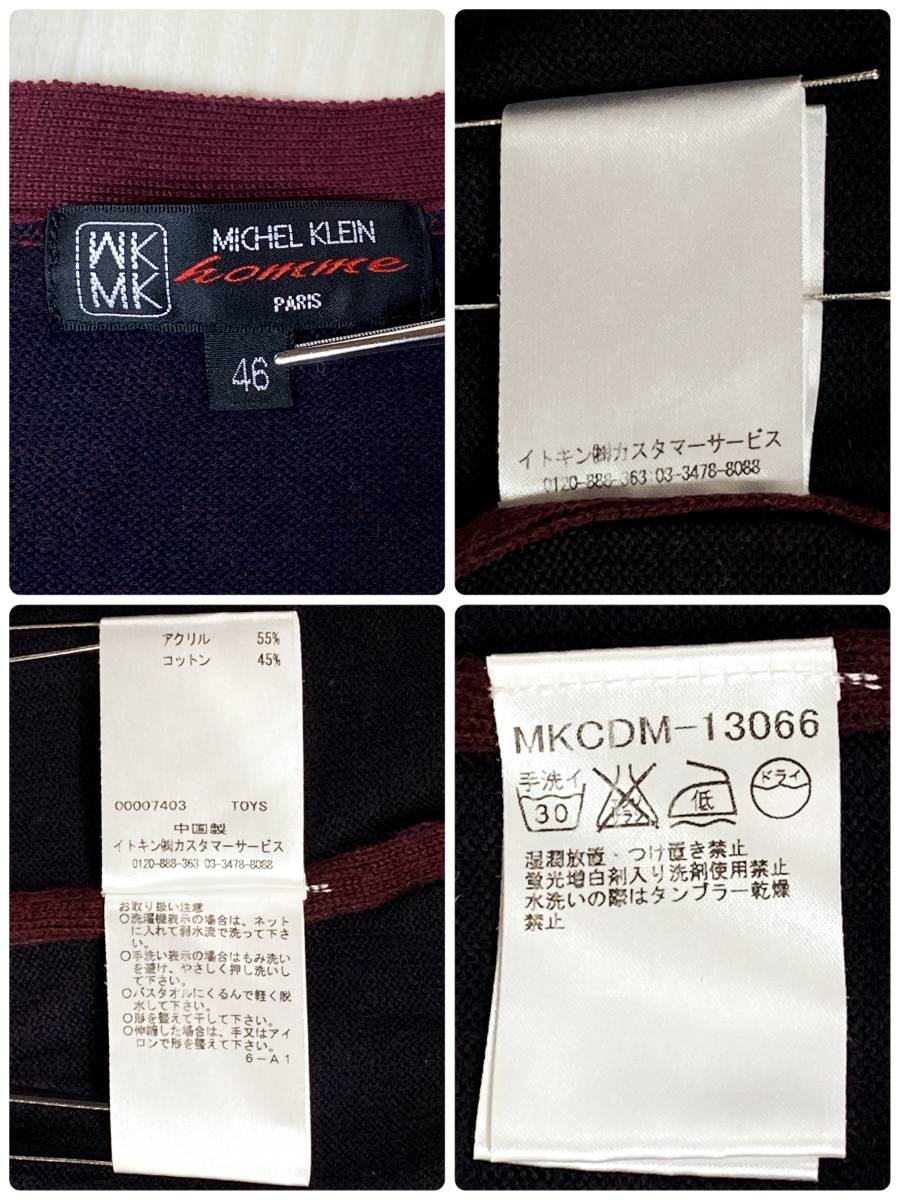 WK
MK
MICHEL KLEIN
homme
PARIS
46
イトキン㈱カスタマーサービス
0120-888-363 03-3478-8088
アクリル 55%
コットン 45%
00007403 TOYS
中国製
イトキン㈱カスタマーサービス
0120-888-363 03-3478-8088
お取り扱い注意
○洗濯機表示の場合は、ネット
に入れて弱水流で洗って下さ
い。
○手洗い表示の場合はもみ洗い
を避け、やさしく押し洗いし
て下さい。
○バスタオルにくるんで軽く脱
水して下さい。
○形を整えて干して下さい。
○伸縮した場合は、手又はアイ
ロンで形を整えて下さい。
6-A1
MKCDM-13066
手洗イ
30
低
ドライ
湿潤放置・つけ置き禁止
蛍光増白剤入り洗剤使用禁止
水洗いの際はタンブラー乾燥
禁止